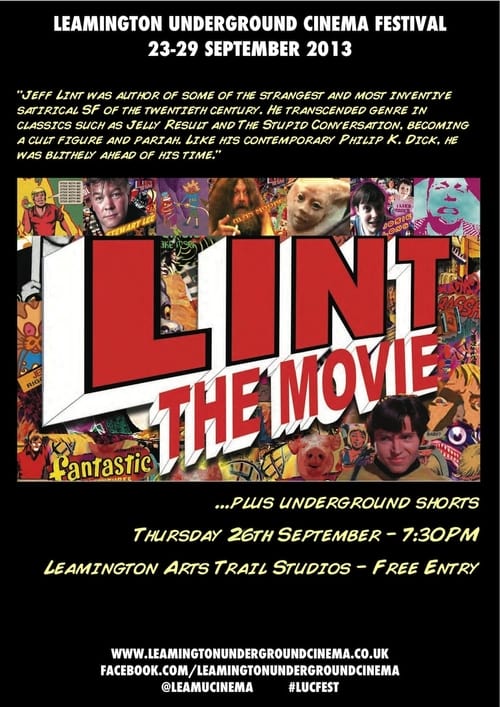 LEAMINGTON UNDERGROUND CINEMA FESTIVAL
23-29 SEPTEMBER 2013
"JEFF LINT WAS AUTHOR OF SOME OF THE STRANGEST AND MOST INVENTIVE
SATIRICAL SF OF THE TWENTIETH CENTURY. HE TRANSCENDED GENRE IN
CLASSICS SUCH AS JELLY RESULT AND THE STUPID CONVERSATION, BECOMING
A CULT FIGURE AND PARIAH. LIKE HIS CONTEMPORARY PHILIP K. DICK, HE
WAS BLITHELY AHEAD OF HIS TIME."
STEWART LEE
LINT
THE MOVIE
fantastic
...PLUS UNDERGROUND SHORTS
THURSDAY 26TH SEPTEMBER - 7:30PM
LEAMINGTON ARTS TRAIL STUDIOS - FREE ENTRY
WWW.LEAMINGTONUNDERGROUNDCINEMA.CO.UK
FACEBOOK.COM/LEAMINGTONUNDERGROUNDCINEMA
@LEAMUCINEMA #LUCFEST